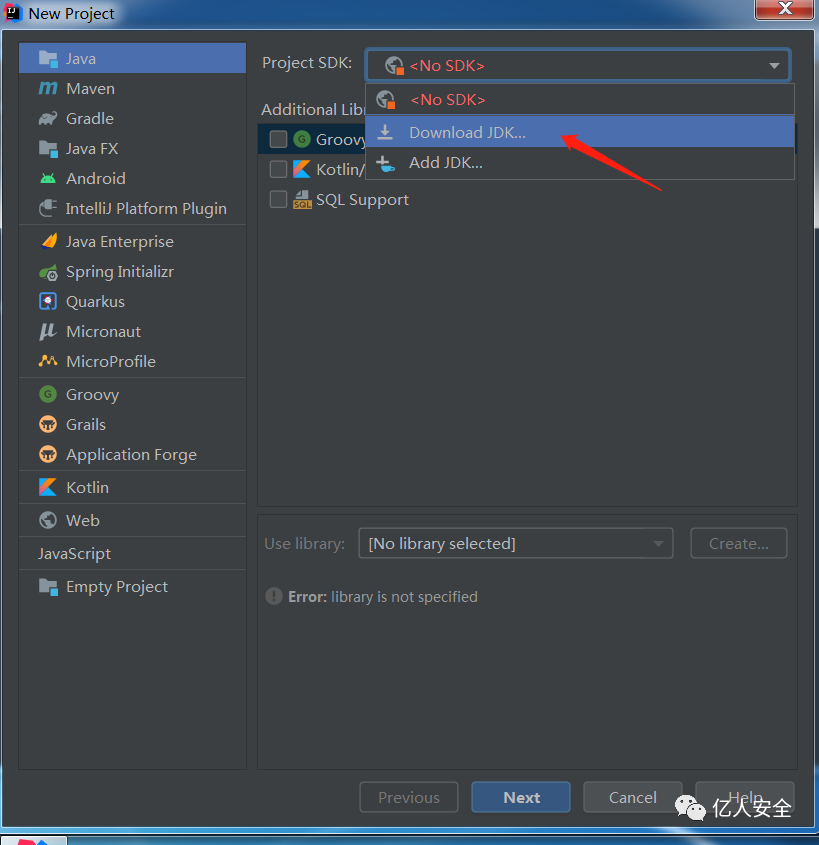 New Project
Java
Maven
Gradle
Java FX
Android
IntelliJ Platform Plugin
Java Enterprise
Spring Initializr
Quarkus
Micronaut
MicroProfile
Groovy
Grails
Application Forge
Kotlin
Web
JavaScript
Empty Project
Project SDK:
<No SDK>
<No SDK>
Download JDK...
Add JDK...
Additional Lib
Groovy
Kotlin/
SQL Support
Use library:
[No library selected]
Create...
Error: library is not specified
Previous
Next
Cancel
Help
亿人安全